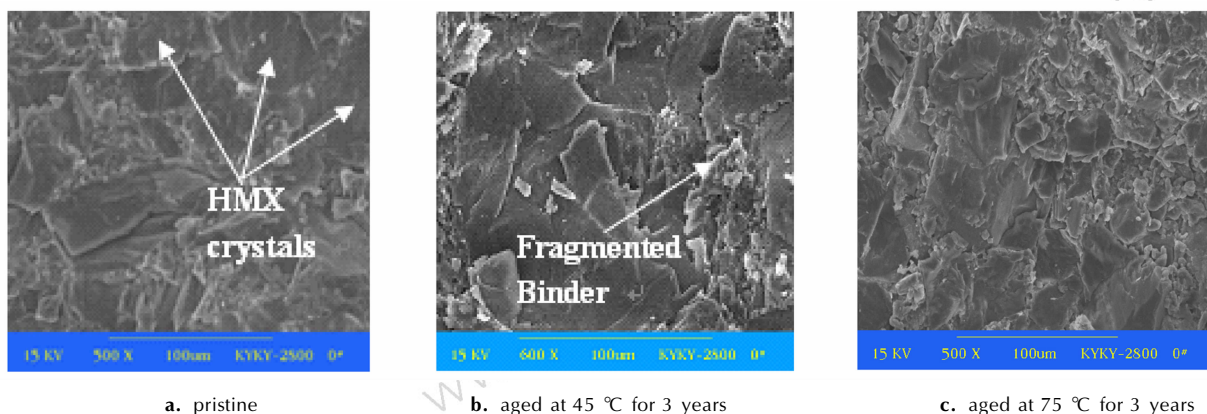 HMX
crystals
Fragmented
Binder
15 KV 500 X 100um KYKY-2800 0#
15 KV 600 X 100um KYKY-2800 0#
15 KV 500 X 100um KYKY-2800 0#
a. pristine
b. aged at 45 ℃ for 3 years
c. aged at 75 ℃ for 3 years